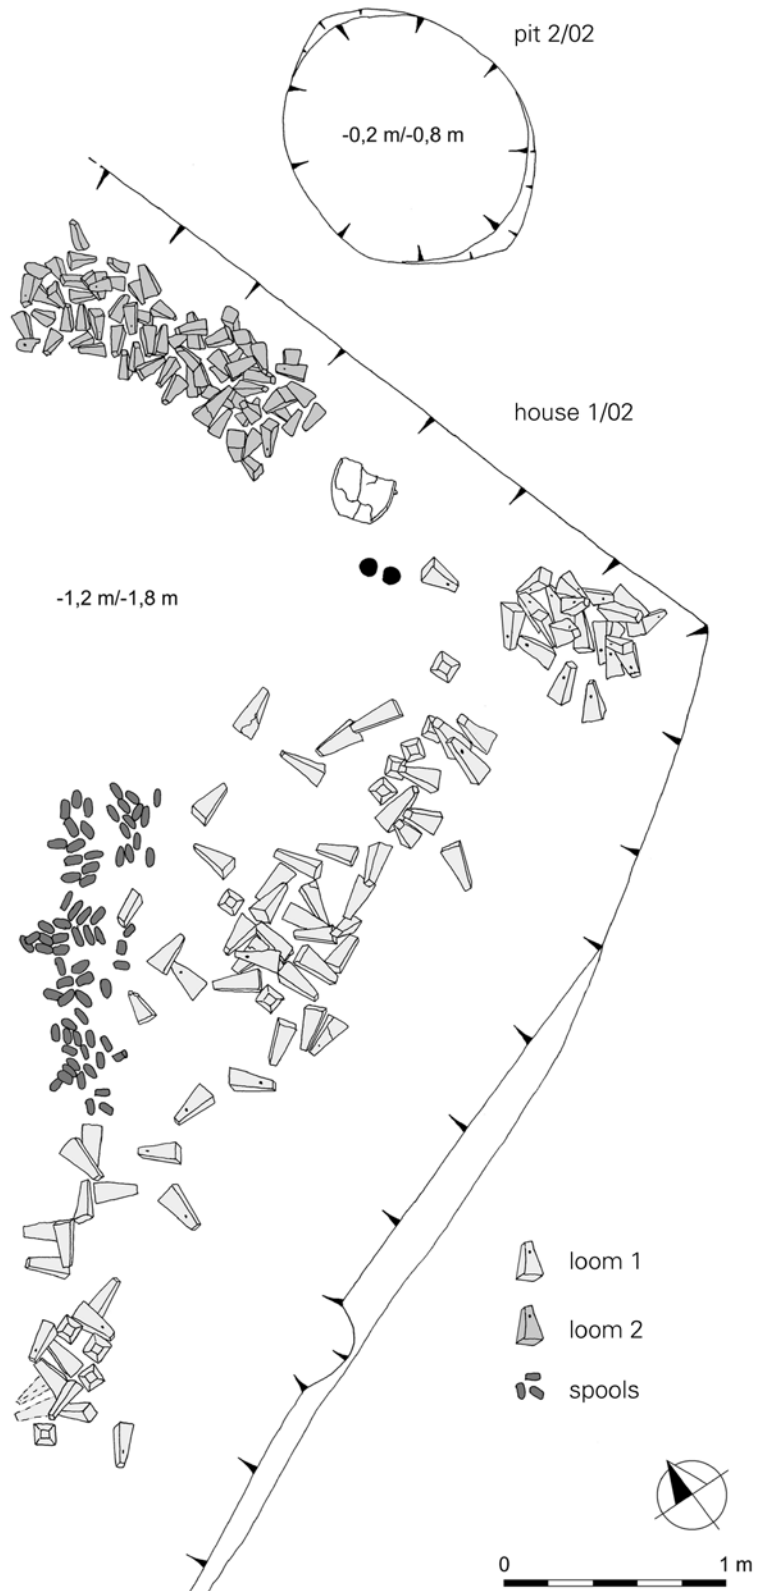 pit 2/02
-0,2 m/-0,8 m
house 1/02
-1,2 m/-1,8 m
loom 1
loom 2
spools
0 1 m